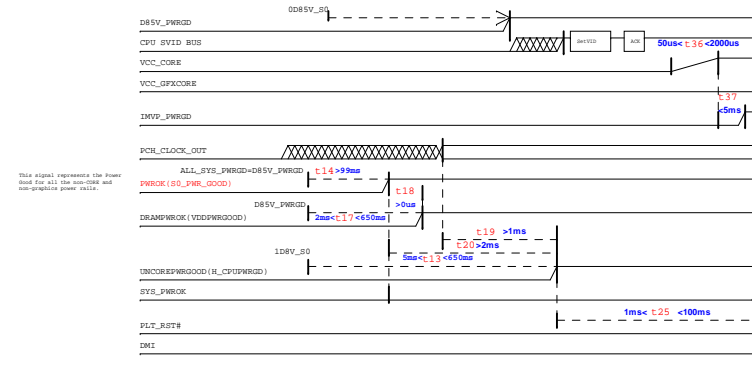 0D85V_S0
D85V_PWRGD
CPU SVID BUS
SetVID
ACK
50us< t36 <2000us
VCC_CORE
VCC_GFXCORE
t37
<5ms
IMVP_PWRGD
PCH_CLOCK_OUT
This signal represents the Power
Good for all the non-CORE and
non-graphics power rails.
ALL_SYS_PWRGD=D85V_PWRGD
t14 >99ms
PWROK(S0_PWR_GOOD)
t18
>0us
D85V_PWRGD
DRAMPWROK(VDDPWRGOOD)
2ms< t17 <650ms
t19 >1ms
t20 >2ms
1D8V_S0
5ms< t13 <650ms
UNCOREPWRGOOD(H_CPUPWRGD)
SYS_PWROK
1ms< t25 <100ms
PLT_RST#
DMI